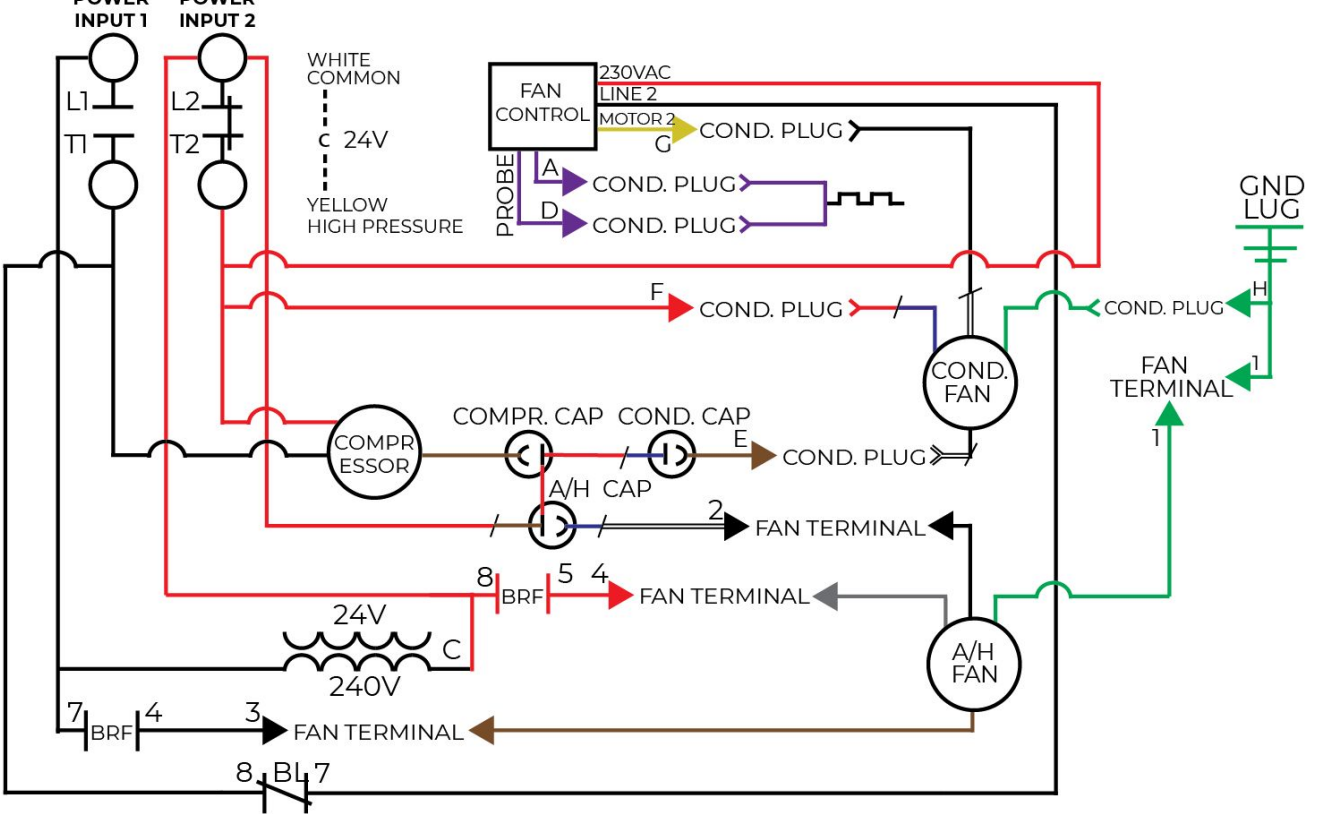 POWER POWER
INPUT 1 INPUT 2
WHITE
COMMON
L1 L2
C 24V
T1 T2
YELLOW
HIGH PRESSURE
FAN
CONTROL
230VAC
LINE 2
MOTOR 2
G
COND. PLUG
PROBE
A
COND. PLUG
D
COND. PLUG
GND
LUG
F
COND. PLUG
COND. PLUG
H
COND.
FAN
FAN
TERMINAL
1
1
COMPR
ESSOR
COMPR. CAP
COND. CAP
E
COND. PLUG
A/H CAP
2
FAN TERMINAL
8
BRF
5
4
FAN TERMINAL
24V
C
240V
A/H
FAN
7
BRF
4
3
FAN TERMINAL
8
BL
7